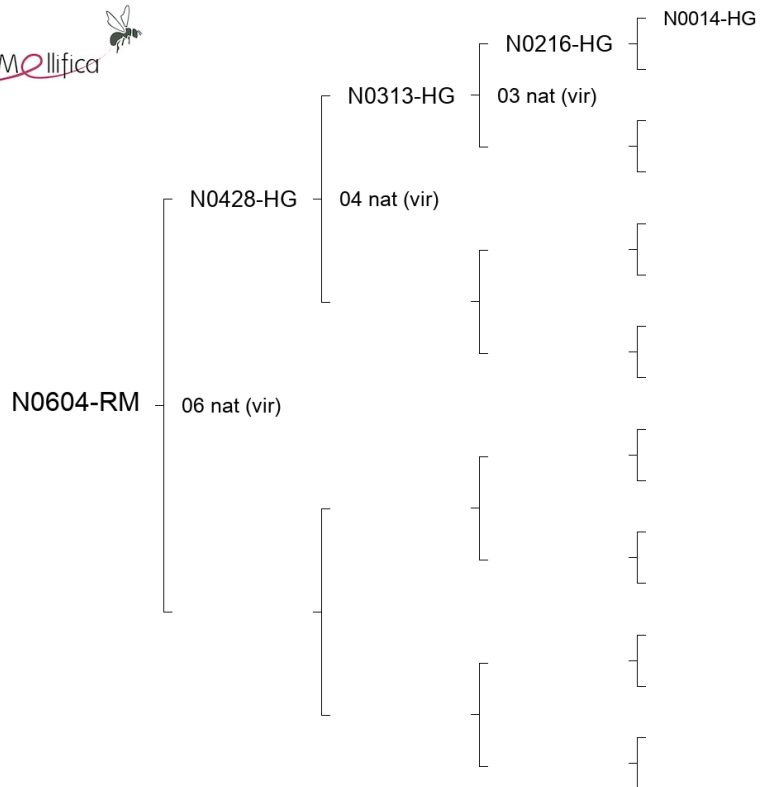 Mellifica
N0014-HG
N0216-HG
N0313-HG
03 nat (vir)
N0428-HG
04 nat (vir)
N0604-RM
06 nat (vir)